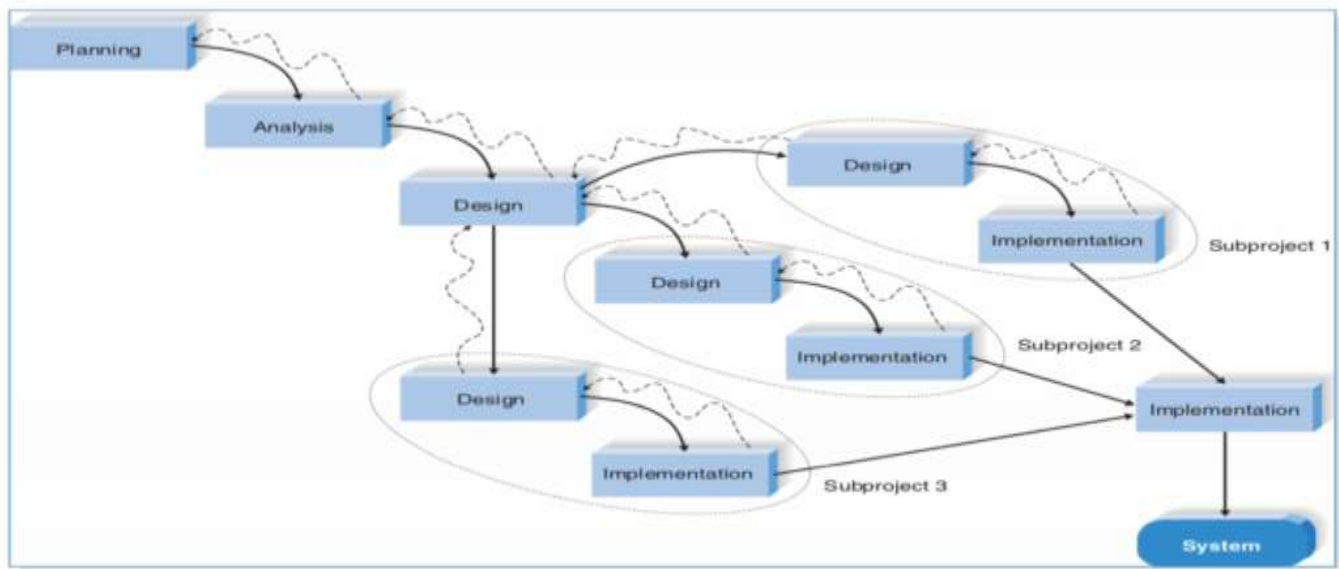 Planning
Analysis
Design
Design
Implementation
Subproject 1
Design
Implementation
Subproject 2
Design
Implementation
Subproject 3
Implementation
System